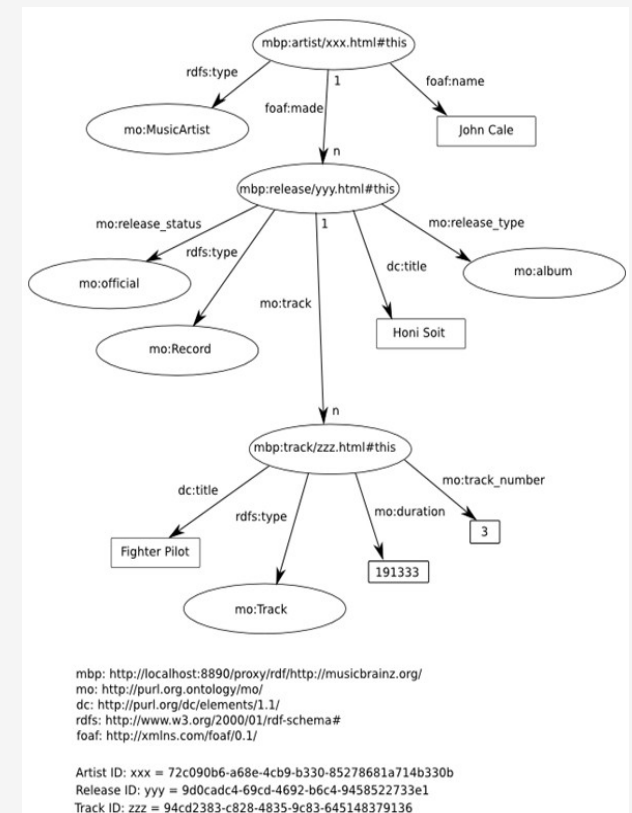 mbp:artist/xxx.html#this
rdfs:type
1
foaf:name
foaf:made
mo:MusicArtist
John Cale
n
mbp:release/yyy.html#this
mo:release_status
1
mo:release_type
rdfs:type
dc:title
mo:official
mo:album
mo:track
mo:Record
Honi Soit
n
mbp:track/zzz.html#this
dc:title
mo:track_number
rdfs:type
mo:duration
3
Fighter Pilot
191333
mo:Track
mbp: http://localhost:8890/proxy/rdf/http://musicbrainz.org/
mo: http://purl.org.ontology/mo/
dc: http://purl.org/dc/elements/1.1/
rdfs: http://www.w3.org/2000/01/rdf-schema#
foaf: http://xmlns.com/foaf/0.1/
Artist ID: xxx = 72c090b6-a68e-4cb9-b330-85278681a714b330b
Release ID: yyy = 9d0cadc4-69cd-4692-b6c4-9458522733e1
Track ID: zzz = 94cd2383-c828-4835-9c83-645148379136